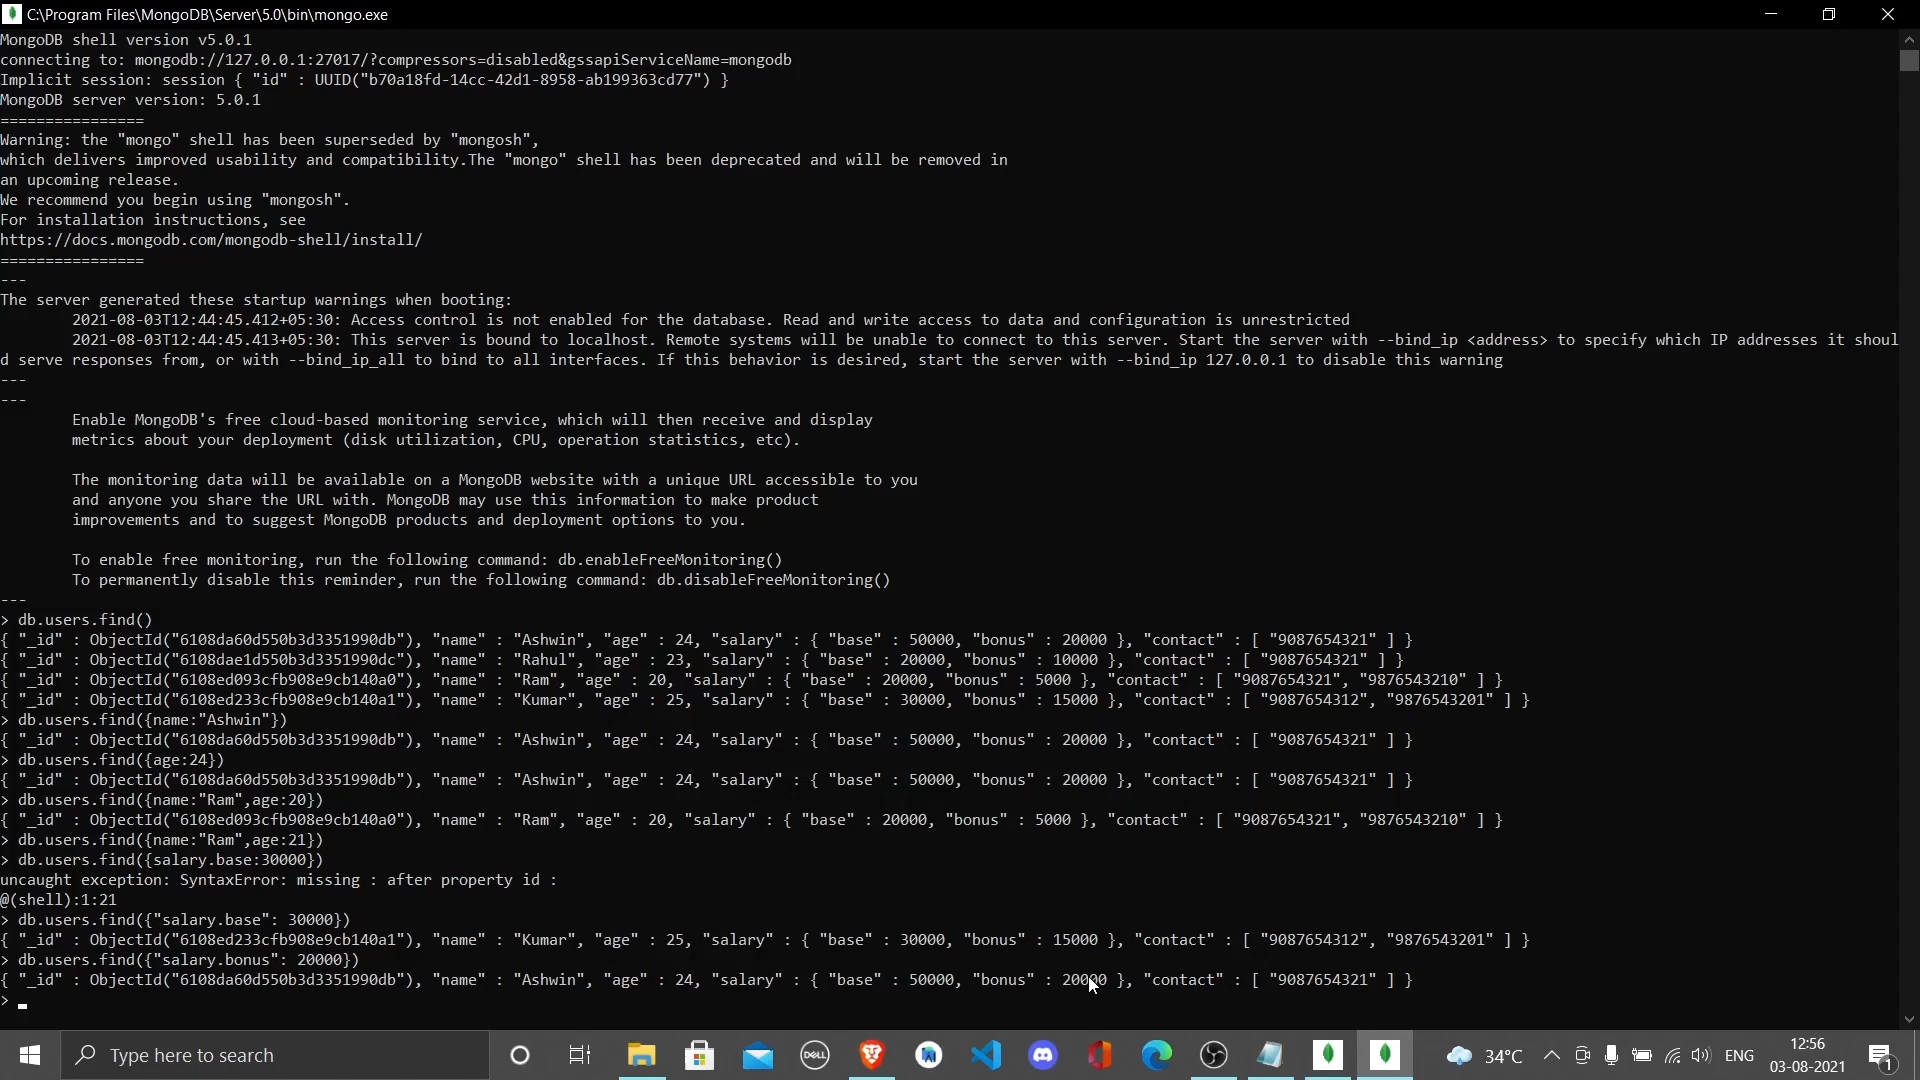 C:\Program Files\MongoDB\Server\5.0\bin\mongo.exe
MongoDB shell version v5.0.1
connecting to: mongodb://127.0.0.1:27017/?compressors=disabled&gssapiServiceName=mongodb
Implicit session: session { "id" : UUID("b70a18fd-14cc-42d1-8958-ab199363cd77") }
MongoDB server version: 5.0.1
================
Warning: the "mongo" shell has been superseded by "mongosh",
which delivers improved usability and compatibility.The "mongo" shell has been deprecated and will be removed in
an upcoming release.
We recommend you begin using "mongosh".
For installation instructions, see
https://docs.mongodb.com/mongodb-shell/install/
================
---
The server generated these startup warnings when booting:
2021-08-03T12:44:45.412+05:30: Access control is not enabled for the database. Read and write access to data and configuration is unrestricted
2021-08-03T12:44:45.413+05:30: This server is bound to localhost. Remote systems will be unable to connect to this server. Start the server with --bind_ip <address> to specify which IP addresses it shoul
d serve responses from, or with --bind_ip_all to bind to all interfaces. If this behavior is desired, start the server with --bind_ip 127.0.0.1 to disable this warning
---
---
Enable MongoDB's free cloud-based monitoring service, which will then receive and display
metrics about your deployment (disk utilization, CPU, operation statistics, etc).
The monitoring data will be available on a MongoDB website with a unique URL accessible to you
and anyone you share the URL with. MongoDB may use this information to make product
improvements and to suggest MongoDB products and deployment options to you.
To enable free monitoring, run the following command: db.enableFreeMonitoring()
To permanently disable this reminder, run the following command: db.disableFreeMonitoring()
---
> db.users.find()
{ "_id" : ObjectId("6108da60d550b3d3351990db"), "name" : "Ashwin", "age" : 24, "salary" : { "base" : 50000, "bonus" : 20000 }, "contact" : [ "9087654321" ] }
{ "_id" : ObjectId("6108dae1d550b3d3351990dc"), "name" : "Rahul", "age" : 23, "salary" : { "base" : 20000, "bonus" : 10000 }, "contact" : [ "9087654321" ] }
{ "_id" : ObjectId("6108ed093cfb908e9cb140a0"), "name" : "Ram", "age" : 20, "salary" : { "base" : 20000, "bonus" : 5000 }, "contact" : [ "9087654321", "9876543210" ] }
{ "_id" : ObjectId("6108ed233cfb908e9cb140a1"), "name" : "Kumar", "age" : 25, "salary" : { "base" : 30000, "bonus" : 15000 }, "contact" : [ "9087654312", "9876543201" ] }
> db.users.find({name:"Ashwin"})
{ "_id" : ObjectId("6108da60d550b3d3351990db"), "name" : "Ashwin", "age" : 24, "salary" : { "base" : 50000, "bonus" : 20000 }, "contact" : [ "9087654321" ] }
> db.users.find({age:24})
{ "_id" : ObjectId("6108da60d550b3d3351990db"), "name" : "Ashwin", "age" : 24, "salary" : { "base" : 50000, "bonus" : 20000 }, "contact" : [ "9087654321" ] }
> db.users.find({name:"Ram",age:20})
{ "_id" : ObjectId("6108ed093cfb908e9cb140a0"), "name" : "Ram", "age" : 20, "salary" : { "base" : 20000, "bonus" : 5000 }, "contact" : [ "9087654321", "9876543210" ] }
> db.users.find({name:"Ram",age:21})
> db.users.find({salary.base:30000})
uncaught exception: SyntaxError: missing : after property id :
@(shell):1:21
> db.users.find({"salary.base": 30000})
{ "_id" : ObjectId("6108ed233cfb908e9cb140a1"), "name" : "Kumar", "age" : 25, "salary" : { "base" : 30000, "bonus" : 15000 }, "contact" : [ "9087654312", "9876543201" ] }
> db.users.find({"salary.bonus": 20000})
{ "_id" : ObjectId("6108da60d550b3d3351990db"), "name" : "Ashwin", "age" : 24, "salary" : { "base" : 50000, "bonus" : 20000 }, "contact" : [ "9087654321" ] }
>
Type here to search
DELL
34°C
ENG
12:56
03-08-2021
1